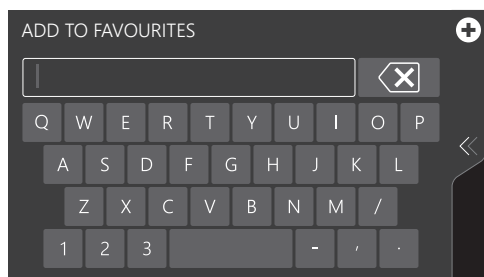 ADD TO FAVOURITES
Q W E R T Y U I O P
A S D F G H J K L
Z X C V B N M /
1 2 3 - , .